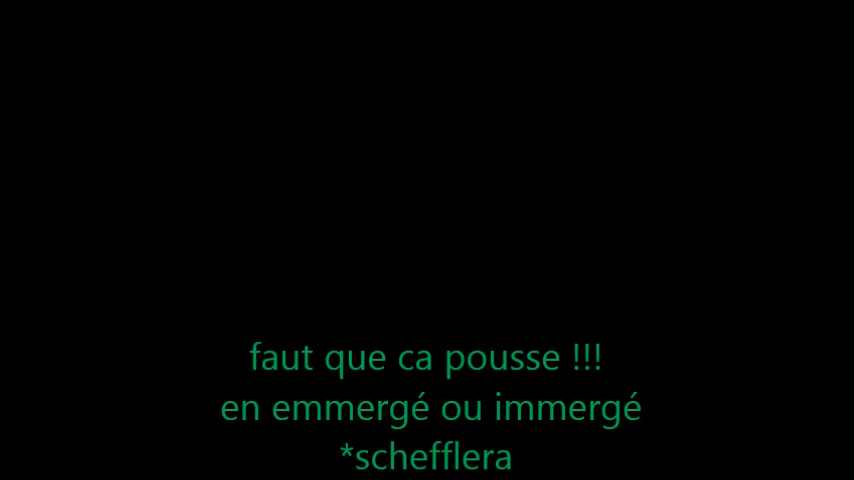 faut que ca pousse !!!
en emmergé ou immergé
*schefflera